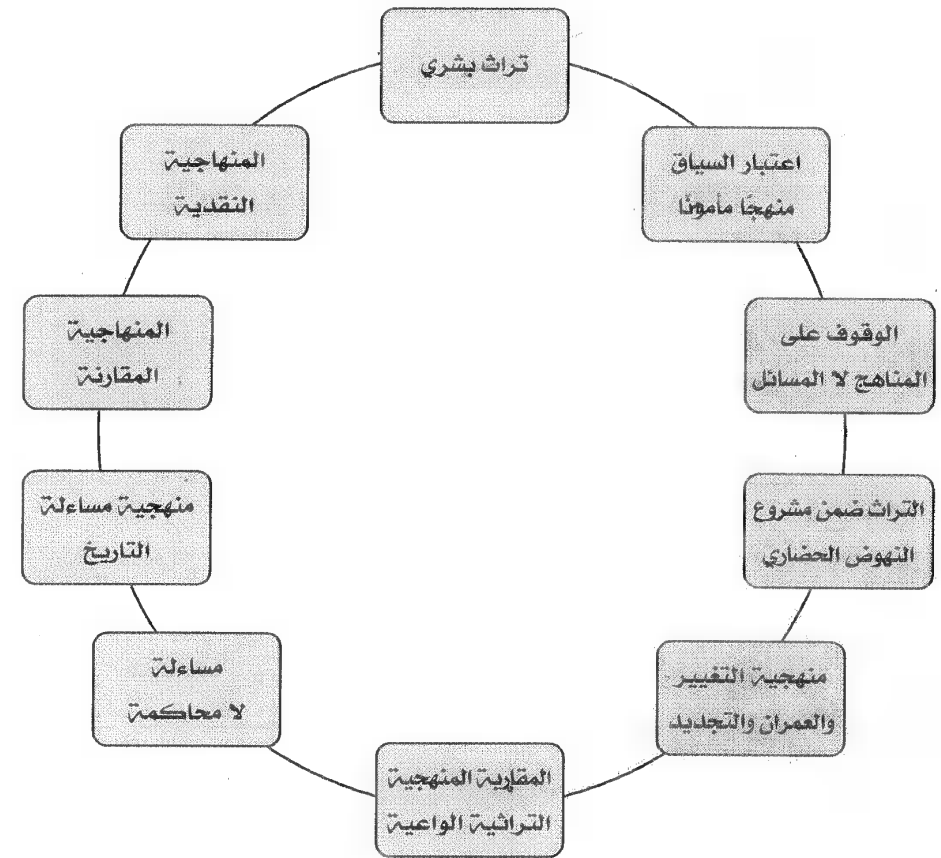 تراث بشري
اعتبار السياق
منهجًا مأمونًا
الوقوف على
المناهج لا المسائل
التراث ضمن مشروع
النهوض الحضاري
منهجية التغيير
والعمران والتجديد
المقاربة المنهجية
التراثية الواعية
مساءلة
لا محاكمة
منهجية مساءلة
التاريخ
المنهاجية
المقارنة
المنهاجية
النقدية